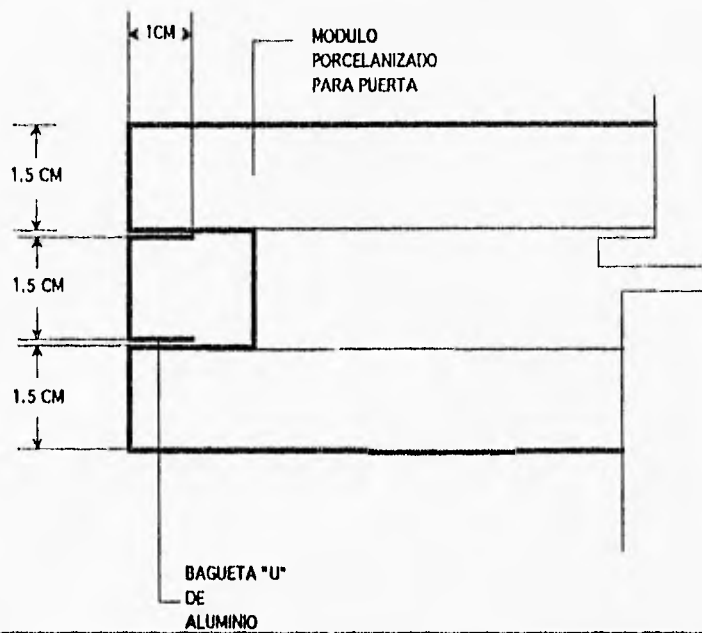 1CM
MODULO
PORCELANIZADO
PARA PUERTA
1.5 CM
1.5 CM
1.5 CM
BAGUETA "U"
DE
ALUMINIO